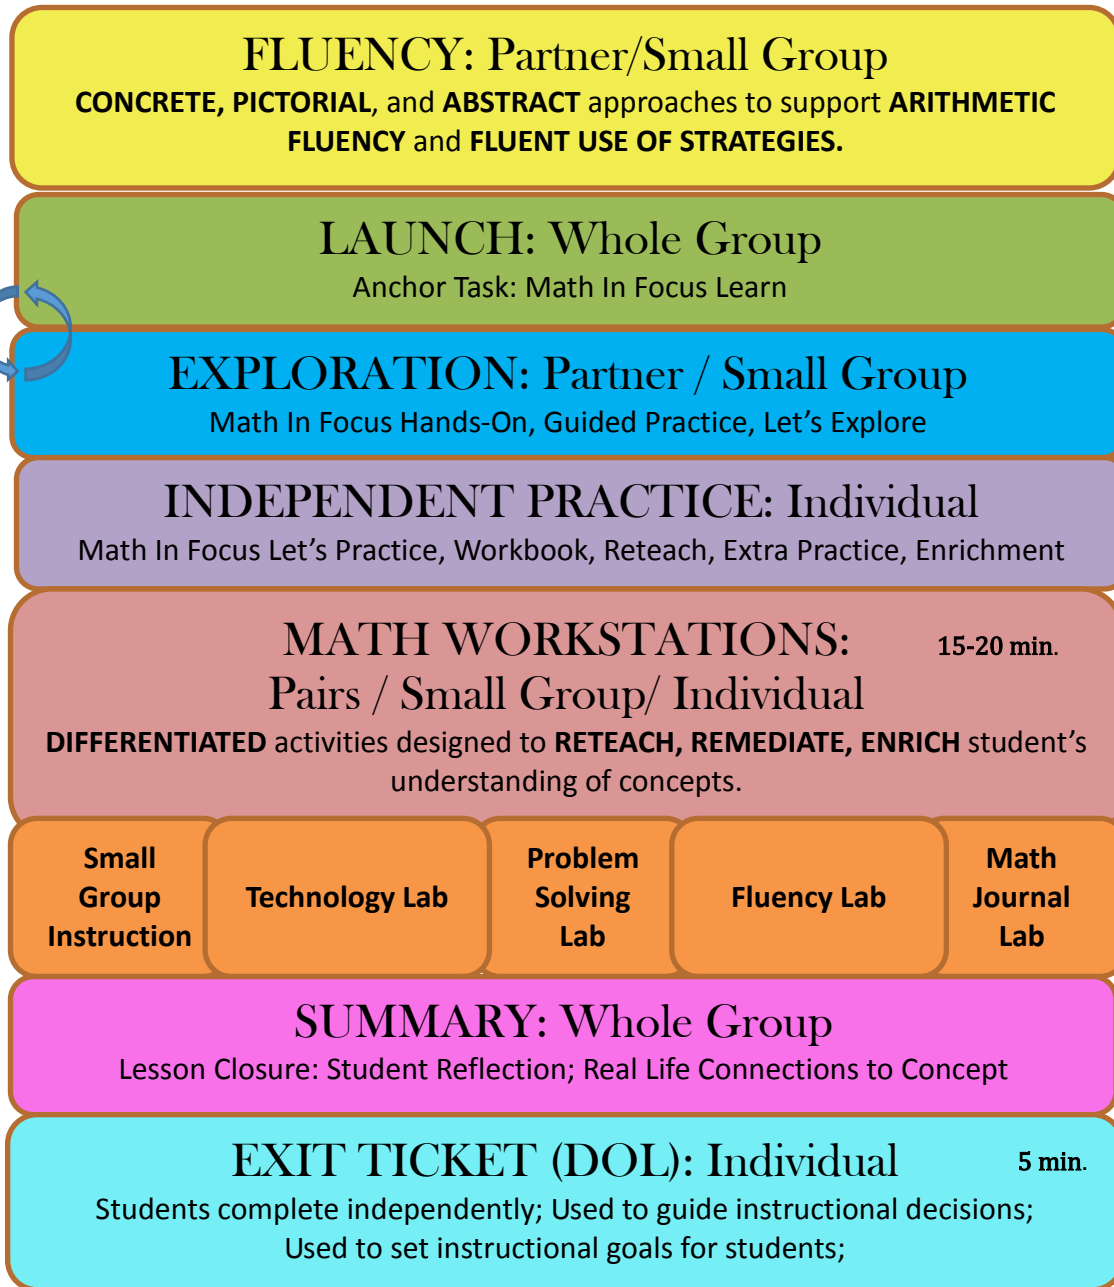 FLUENCY: Partner/Small Group
CONCRETE, PICTORIAL, and ABSTRACT approaches to support ARITHMETIC
FLUENCY and FLUENT USE OF STRATEGIES.
LAUNCH: Whole Group
Anchor Task: Math In Focus Learn
EXPLORATION: Partner / Small Group
Math In Focus Hands-On, Guided Practice, Let's Explore
INDEPENDENT PRACTICE: Individual
Math In Focus Let's Practice, Workbook, Reteach, Extra Practice, Enrichment
MATH WORKSTATIONS:
15-20 min.
Pairs / Small Group/ Individual
DIFFERENTIATED activities designed to RETEACH, REMEDIATE, ENRICH student's
understanding of concepts.
Small
Group
Instruction
Technology Lab
Problem
Solving
Lab
Fluency Lab
Math
Journal
Lab
SUMMARY: Whole Group
Lesson Closure: Student Reflection; Real Life Connections to Concept
EXIT TICKET (DOL): Individual
5 min.
Students complete independently; Used to guide instructional decisions;
Used to set instructional goals for students;